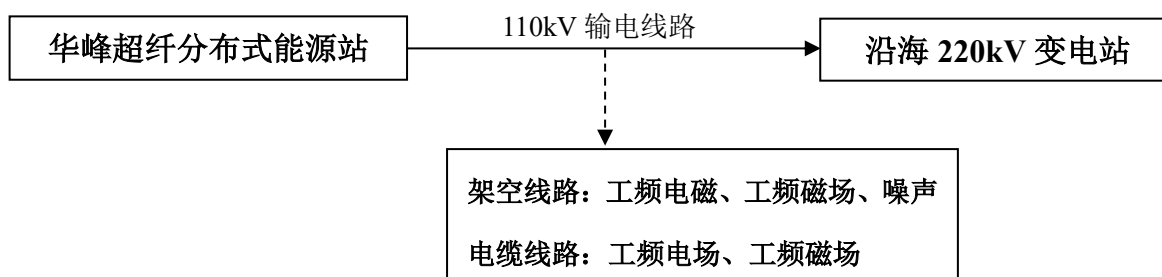 110kV 输电线路
华峰超纤分布式能源站
沿海 220kV 变电站
架空线路：工频电磁、工频磁场、噪声
电缆线路：工频电场、工频磁场